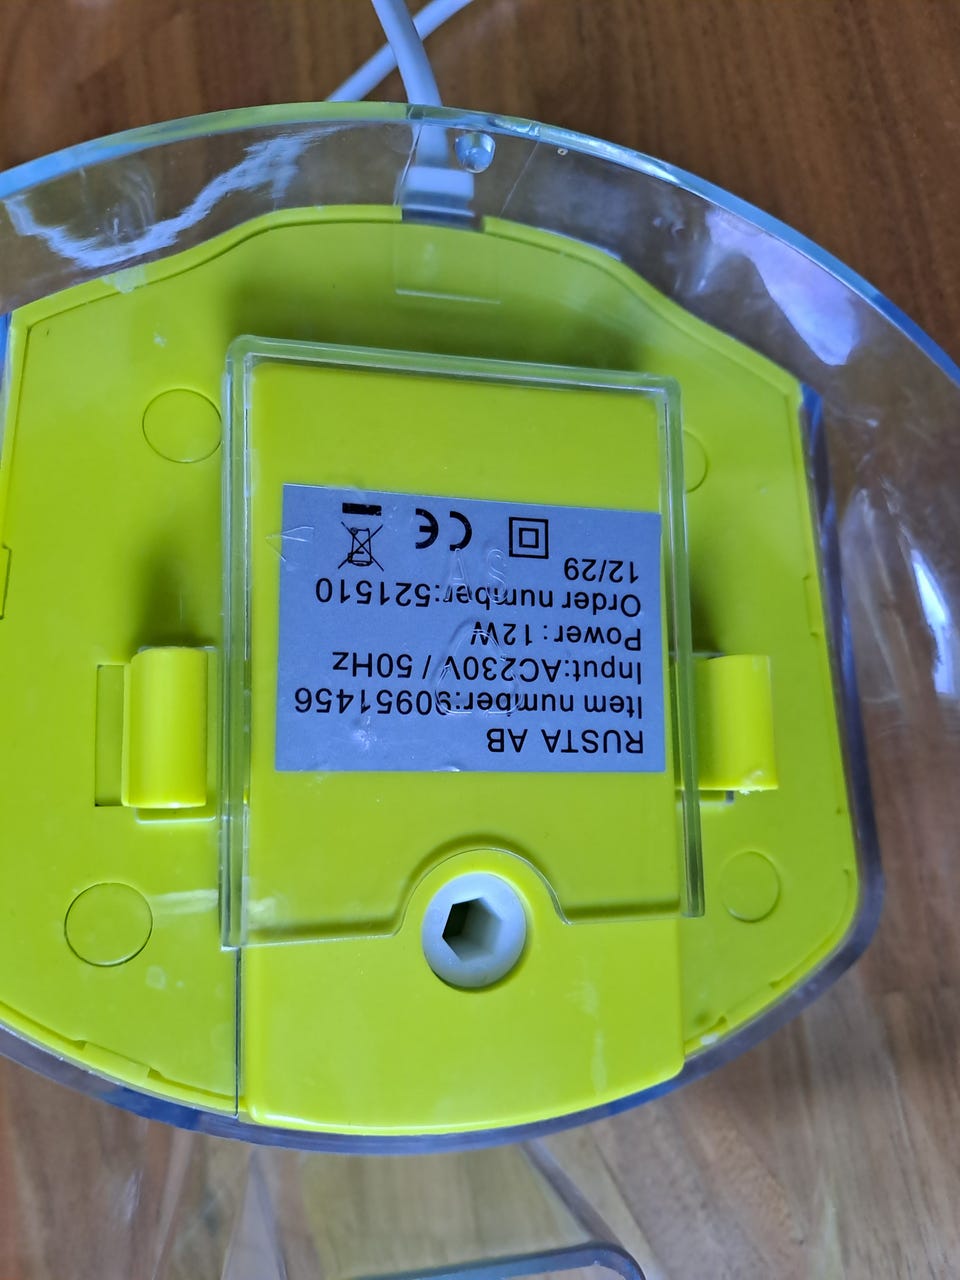 RUSTA AB
Item number:90951456
Input:AC230V / 50Hz
Power: 12W
Order number:521510
12/29
CE